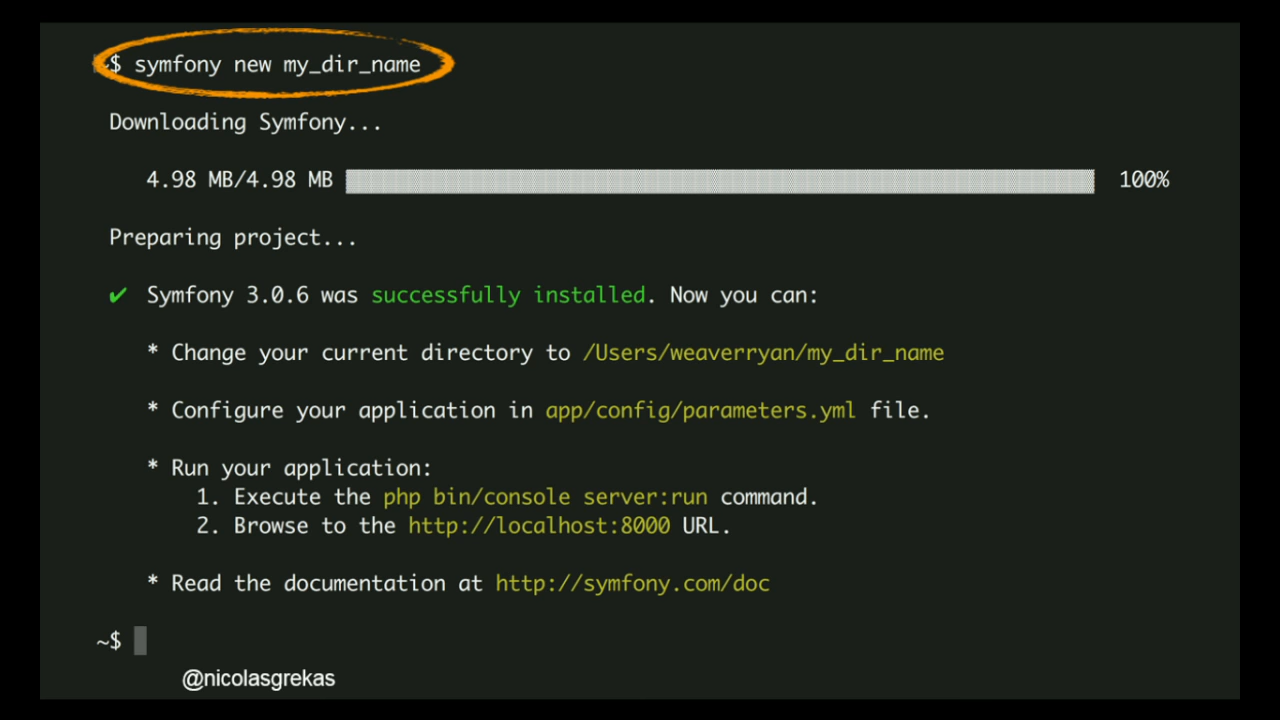 ~$ symfony new my_dir_name
Downloading Symfony...
4.98 MB/4.98 MB 100%
Preparing project...
✔ Symfony 3.0.6 was successfully installed. Now you can:
* Change your current directory to /Users/weaverryan/my_dir_name
* Configure your application in app/config/parameters.yml file.
* Run your application:
1. Execute the php bin/console server:run command.
2. Browse to the http://localhost:8000 URL.
* Read the documentation at http://symfony.com/doc
~$
@nicolasgrekas